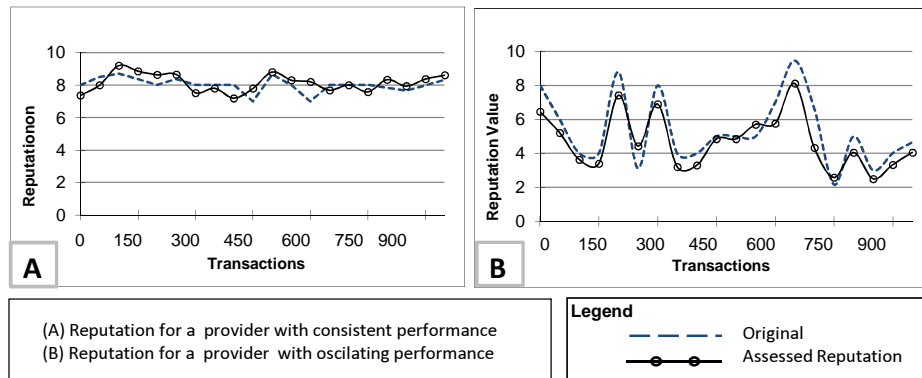 10
8
6
4
2
0
Reputationon
0 150 300 450 600 750 900
Transactions
A
10
8
6
4
2
0
Reputation Value
0 150 300 450 600 750 900
Transactions
B
(A) Reputation for a provider with consistent performance
(B) Reputation for a provider with oscilating performance
Legend
Original
Assessed Reputation